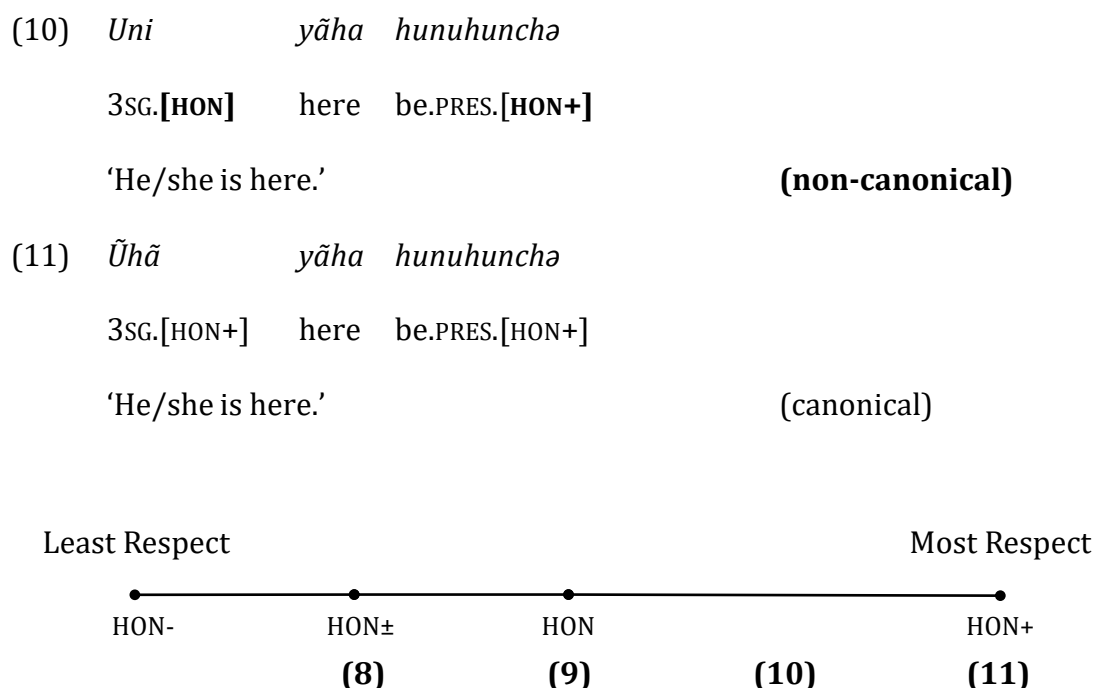 (10) Uni yãha hunuhunchə
3SG.[HON] here be.PRES.[HON+]
‘He/she is here.’ (non-canonical)
(11) Ũhã yãha hunuhunchə
3SG.[HON+] here be.PRES.[HON+]
‘He/she is here.’ (canonical)
Least Respect Most Respect
HON- HON± HON HON+
(8) (9) (10) (11)